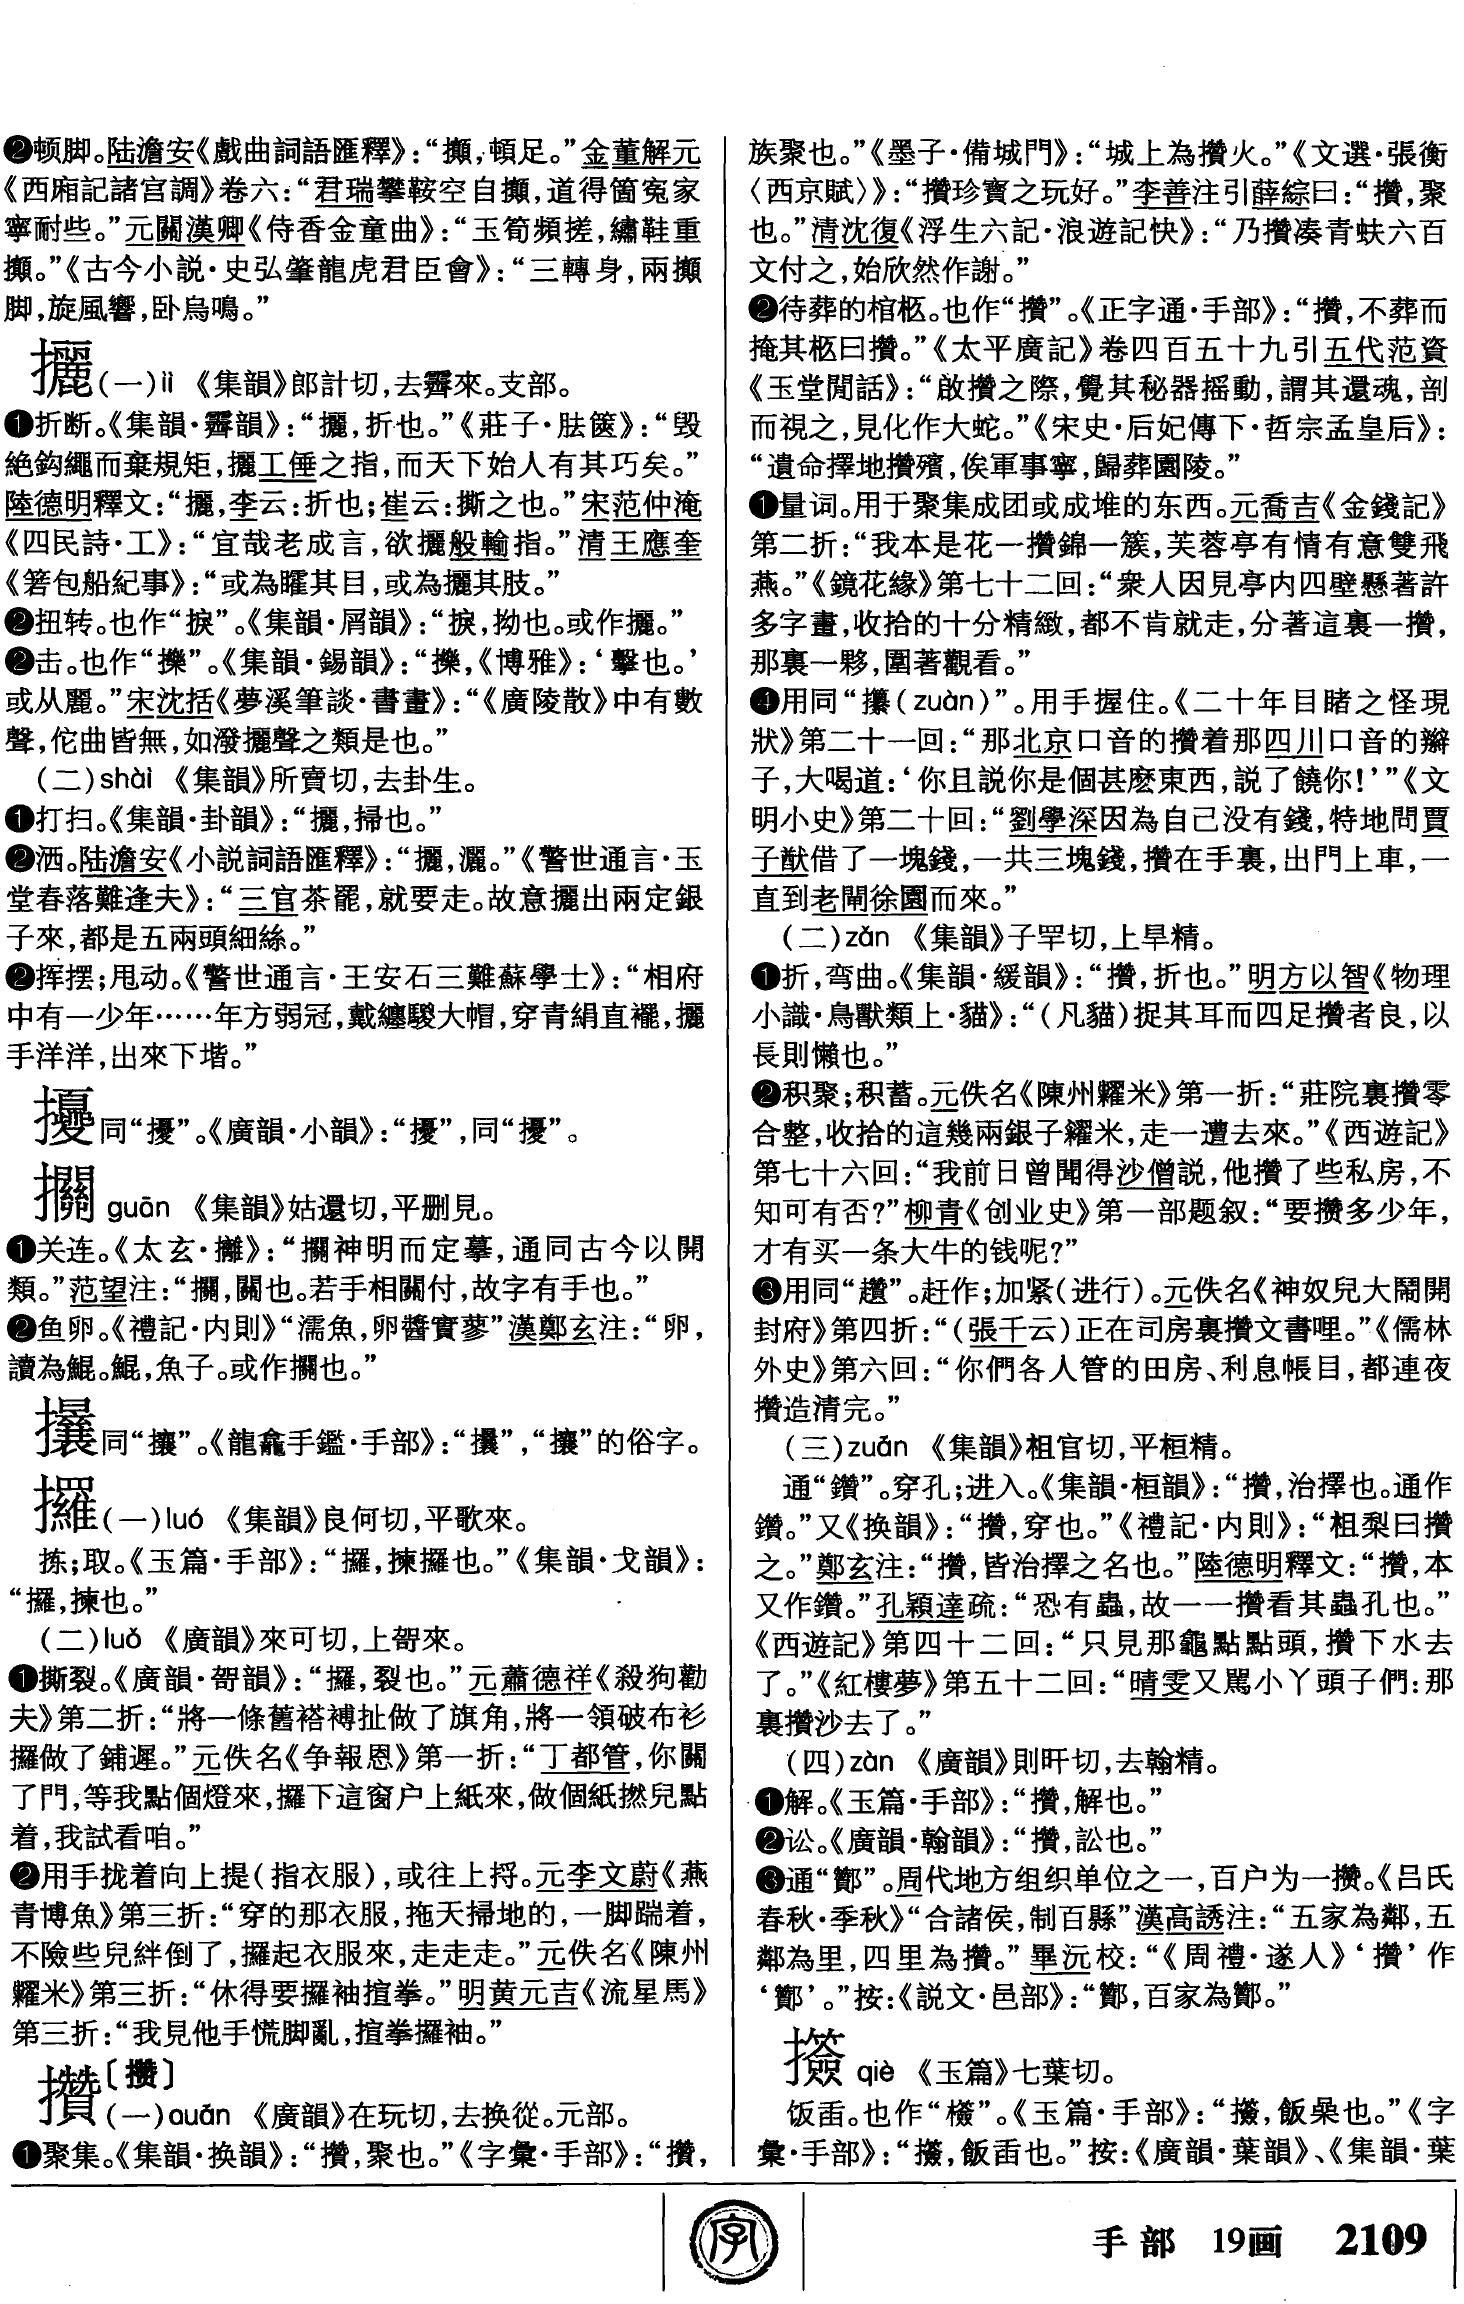 ❷顿脚。陆澹安《戲曲詞語匯釋》：“攧，頓足。”金董解元
《西廂記諸宫調》卷六：“君瑞攀鞍空自攧，道得箇冤家
寧耐些。”元關漢卿《侍香金童曲》：“玉筍頻搓，繡鞋重
攧。”《古今小説·史弘肇龍虎君臣會》：“三轉身，兩攧
脚，旋風響，卧烏鳴。”
攦(一)lì 《集韻》郎計切，去霽來。支部。
❶折断。《集韻·霽韻》：“攦，折也。”《莊子·胠篋》：“毁
絶鈎繩而棄規矩，攦工倕之指，而天下始人有其巧矣。”
陸德明釋文：“攦，李云：折也；崔云：撕之也。”宋范仲淹
《四民詩·工》：“宜哉老成言，欲攦般輸指。”清王應奎
《箬包船紀事》：“或為矐其目，或為攦其肢。”
❷扭转。也作“捩”。《集韻·屑韻》：“捩，拗也。或作攦。”
❷击。也作“擽”。《集韻·錫韻》：“擽，《博雅》：‘擊也。’
或从麗。”宋沈括《夢溪筆談·書畫》：“《廣陵散》中有數
聲，佗曲皆無，如潑攦聲之類是也。”
(二)shài 《集韻》所賣切，去卦生。
❶打扫。《集韻·卦韻》：“攦，掃也。”
❷洒。陆澹安《小説詞語匯釋》：“攦，灑。”《警世通言·玉
堂春落難逢夫》：“三官茶罷，就要走。故意攦出兩定銀
子來，都是五兩頭細絲。”
❷挥摆；甩动。《警世通言·王安石三難蘇學士》：“相府
中有一少年……年方弱冠，戴纏騣大帽，穿青絹直襬，攦
手洋洋，出來下堦。”
同“擾”。《廣韻·小韻》：“擾”，同“擾”。
擱 guān 《集韻》姑還切，平删見。
❶关连。《太玄·攡》：“擱神明而定摹，通同古今以開
類。”范望注：“擱，關也。若手相關付，故字有手也。”
❷鱼卵。《禮記·内則》“濡魚，卵醬實蓼”漢鄭玄注：“卵，
讀為鯤。鯤，魚子。或作擱也。”
同“攘”。《龍龕手鑑·手部》：“攘”的俗字。
攞(一)luó 《集韻》良何切，平歌來。
拣；取。《玉篇·手部》：“攞，揀攞也。”《集韻·戈韻》：
“攞，揀也。”
(二)luǒ 《廣韻》來可切，上哿來。
❶撕裂。《廣韻·哿韻》：“攞，裂也。”元蕭德祥《殺狗勸
夫》第二折：“將一條舊褡褳扯做了旗角，將一領破布衫
攞做了鋪遲。”元佚名《争報恩》第一折：“丁都管，你關
了門，等我點個燈來，攞下這窗户上紙來，做個紙撚兒點
着，我試看咱。”
❷用手拢着向上提(指衣服)，或往上捋。元李文蔚《燕
青博魚》第三折：“穿的那衣服，拖天掃地的，一脚踹着，
不險些兒絆倒了，攞起衣服來，走走走。”元佚名《陳州
糶米》第三折：“休得要攞袖揎拳。”明黄元吉《流星馬》
第三折：“我見他手慌脚亂，揎拳攞袖。”
攢〔攒〕
(一)auán 《廣韻》在玩切，去换從。元部。
❶聚集。《集韻·换韻》：“攢，聚也。”《字彙·手部》：“攢，
族聚也。”《墨子·備城門》：“城上為攢火。”《文選·張衡
〈西京賦〉》：“攢珍寶之玩好。”李善注引薛綜曰：“攢，聚
也。”清沈復《浮生六記·浪遊記快》：“乃攢凑青蚨六百
文付之，始欣然作謝。”
❷待葬的棺柩。也作“攢”。《正字通·手部》：“攢，不葬而
掩其柩曰攢。”《太平廣記》卷四百五十九引五代范資
《玉堂閒話》：“啟攢之際，覺其秘器摇動，謂其還魂，剖
而視之，見化作大蛇。”《宋史·后妃傳下·哲宗孟皇后》：
“遺命擇地攢殯，俟軍事寧，歸葬園陵。”
❶量词。用于聚集成团或成堆的东西。元喬吉《金錢記》
第二折：“我本是花一攢錦一簇，芙蓉亭有情有意雙飛
燕。”《鏡花緣》第七十二回：“衆人因見亭内四壁懸著許
多字畫，收拾的十分精緻，都不肯就走，分著這裏一攢，
那裏一夥，圍著觀看。”
❹用同“攥(zuàn)”。用手握住。《二十年目睹之怪現
狀》第二十一回：“那北京口音的攢着那四川口音的辮
子，大喝道：‘你且説你是個甚麽東西，説了饒你！’”《文
明小史》第二十回：“劉學深因為自己没有錢，特地問賈
子猷借了一塊錢，一共三塊錢，攢在手裏，出門上車，一
直到老閘徐園而來。”
(二)zǎn 《集韻》子罕切，上旱精。
❶折，弯曲。《集韻·緩韻》：“攢，折也。”明方以智《物理
小識·鳥獸類上·貓》：“(凡貓)捉其耳而四足攢者良，以
長則懶也。”
❷积聚；积蓄。元佚名《陳州糶米》第一折：“莊院裏攢零
合整，收拾的這幾兩銀子糴米，走一遭去來。”《西遊記》
第七十六回：“我前日曾聞得沙僧説，他攢了些私房，不
知可有否？”柳青《创业史》第一部题叙：“要攒多少年，
才有买一条大牛的钱呢？”
❸用同“趲”。赶作；加紧(进行)。元佚名《神奴兒大鬧開
封府》第四折：“(張千云)正在司房裏攢文書哩。”《儒林
外史》第六回：“你們各人管的田房、利息帳目，都連夜
攢造清完。”
(三)zuān 《集韻》祖官切，平桓精。
通“鑽”。穿孔；进入。《集韻·桓韻》：“攢，治擇也。通作
鑽。”又《换韻》：“攢，穿也。”《禮記·内則》：“柤梨曰攢
之。”鄭玄注：“攢，皆治擇之名也。”陸德明釋文：“攢，本
又作鑽。”孔穎達疏：“恐有蟲，故一一攢看其蟲孔也。”
《西遊記》第四十二回：“只見那龜點點頭，攢下水去
了。”《紅樓夢》第五十二回：“晴雯又駡小丫頭子們：那
裏攢沙去了。”
(四)zàn 《廣韻》則旰切，去翰精。
❶解。《玉篇·手部》：“攢，解也。”
❷讼。《廣韻·翰韻》：“攢，訟也。”
❸通“酇”。周代地方组织单位之一，百户为一攒。《吕氏
春秋·季秋》“合諸侯，制百縣”漢高誘注：“五家為鄰，五
鄰為里，四里為攢。”畢沅校：“《周禮·遂人》‘攢’作
‘酇’。”按：《説文·邑部》：“酇，百家為酇。”
qiè 《玉篇》七葉切。
饭臿。也作“”。《玉篇·手部》：“，飯喿也。”《字
彙·手部》：“，飯臿也。”按：《廣韻·葉韻》、《集韻·葉
字
手部 19画 2109